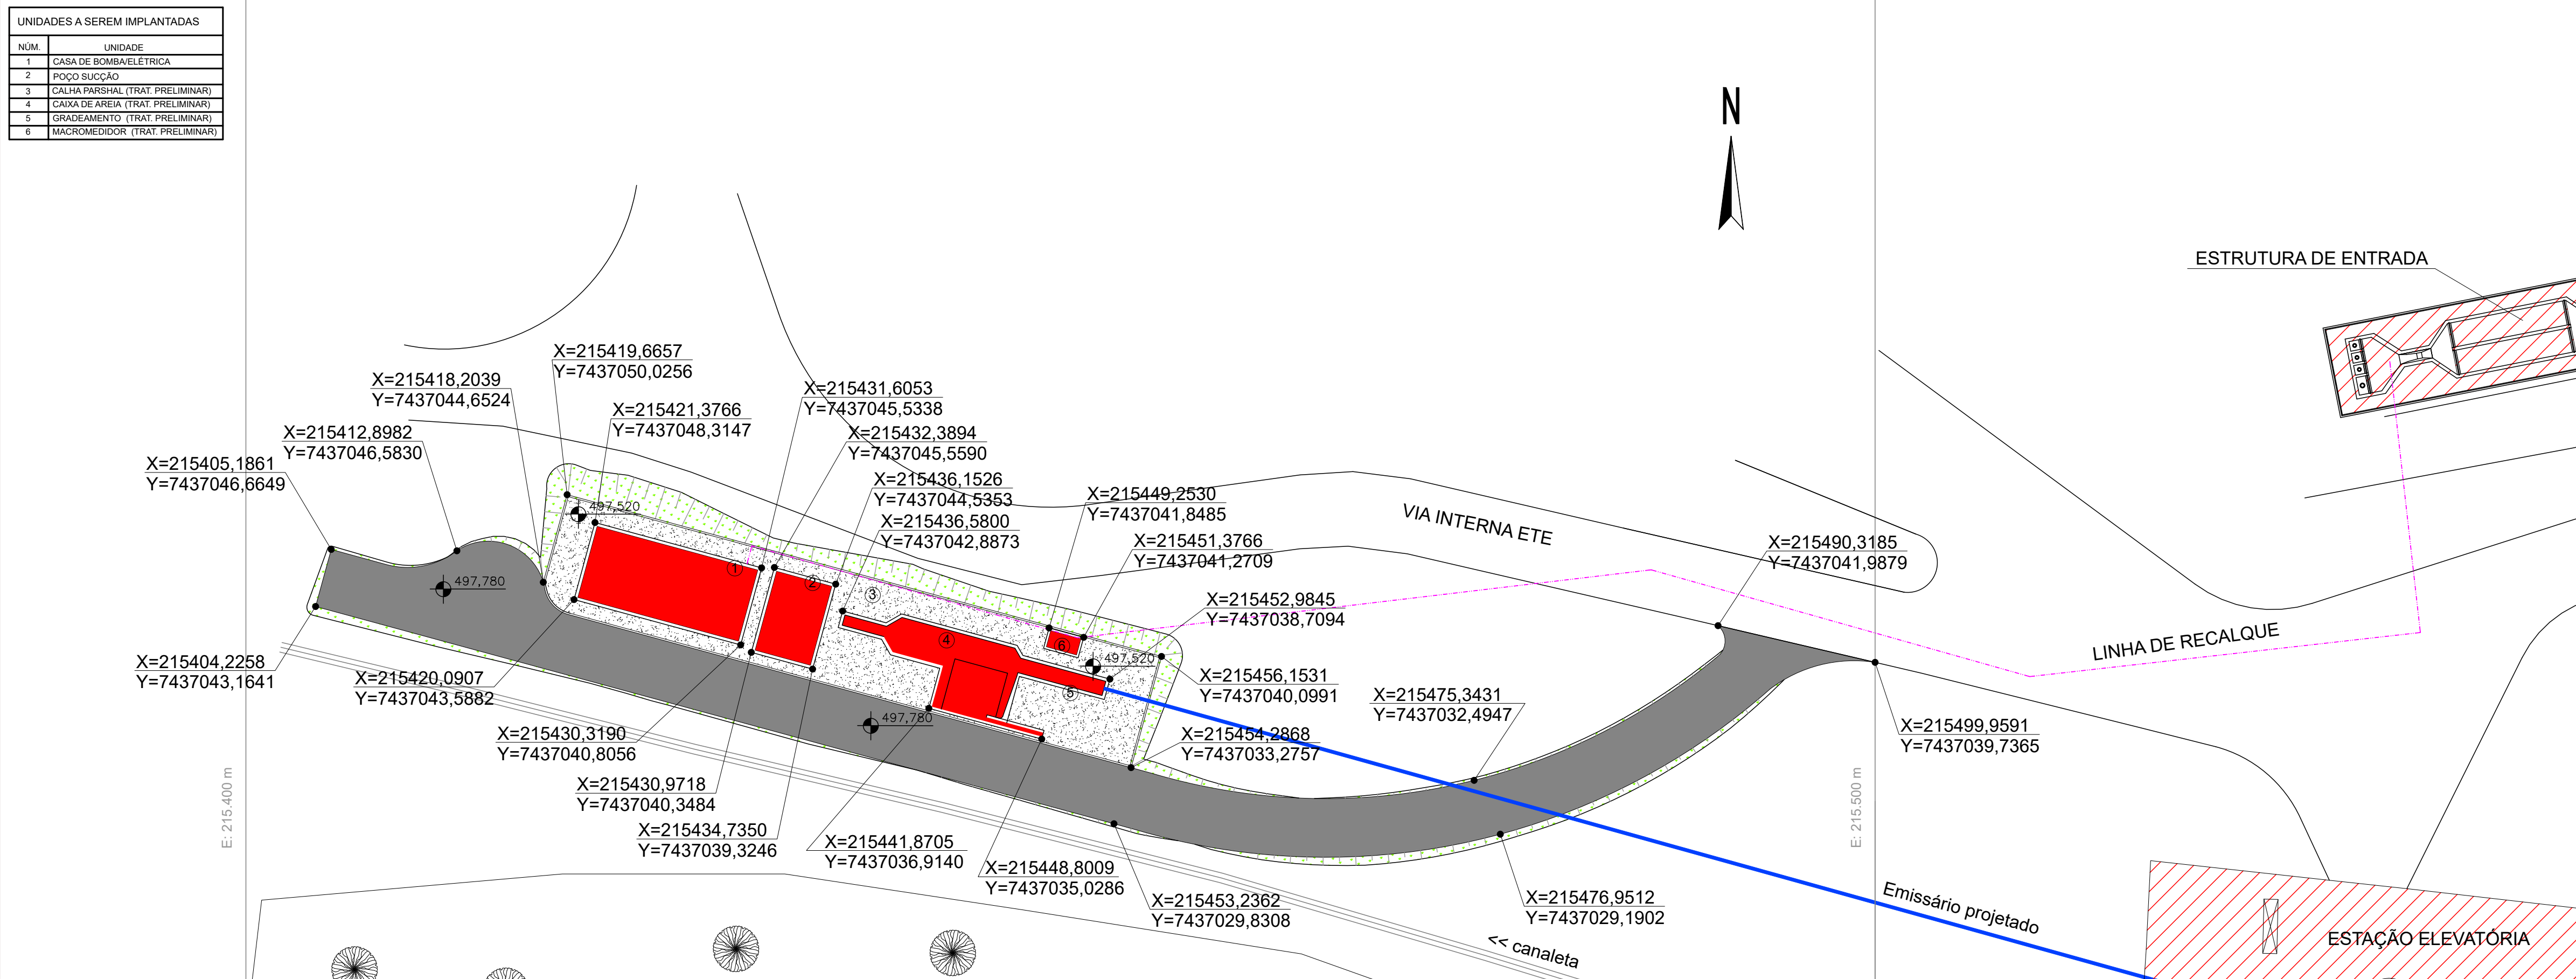 UNIDADES A SEREM IMPLANTADAS
NÚM. UNIDADE
1 CASA DE BOMBA/ELÉTRICA
2 POÇO SUCÇÃO
3 CALHA PARSHAL (TRAT. PRELIMINAR)
4 CAIXA DE AREIA (TRAT. PRELIMINAR)
5 GRADEAMENTO (TRAT. PRELIMINAR)
6 MACROMEDIDOR (TRAT. PRELIMINAR)
N
ESTRUTURA DE ENTRADA
X=215419,6657
Y=7437050,0256
X=215418,2039
Y=7437044,6524
X=215421,3766
Y=7437048,3147
X=215431,6053
Y=7437045,5338
X=215412,8982
Y=7437046,5830
X=215432,3894
Y=7437045,5590
X=215405,1861
Y=7437046,6649
X=215436,1526
Y=7437044,5353
X=215449,2530
Y=7437041,8485
X=215436,5800
Y=7437042,8873
X=215451,3766
Y=7437041,2709
VIA INTERNA ETE
X=215490,3185
Y=7437041,9879
497,520
497,780
1
2
3
4
5
6
X=215452,9845
Y=7437038,7094
497,520
LINHA DE RECALQUE
X=215404,2258
Y=7437043,1641
X=215420,0907
Y=7437043,5882
X=215456,1531
Y=7437040,0991
X=215475,3431
Y=7437032,4947
497,780
X=215499,9591
Y=7437039,7365
X=215430,3190
Y=7437040,8056
X=215454,2868
Y=7437033,2757
X=215430,9718
Y=7437040,3484
E: 215.400 m
E: 215.500 m
X=215434,7350
Y=7437039,3246
X=215441,8705
Y=7437036,9140
X=215448,8009
Y=7437035,0286
X=215453,2362
Y=7437029,8308
X=215476,9512
Y=7437029,1902
Emissário projetado
<< canaleta
ESTAÇÃO ELEVATÓRIA